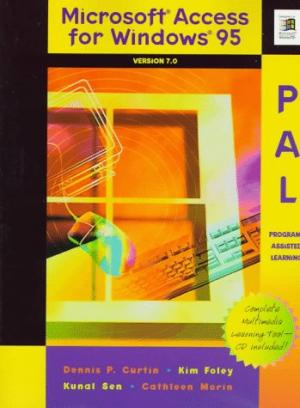 Microsoft® Access
for Windows® 95
VERSION 7.0
P
A
L
PROGRAM
ASSISTED
LEARNING
Complete
Multimedia
Learning Tool—
CD Included!
Dennis P. Curtin • Kim Foley
Kunal Sen • Cathleen Morin